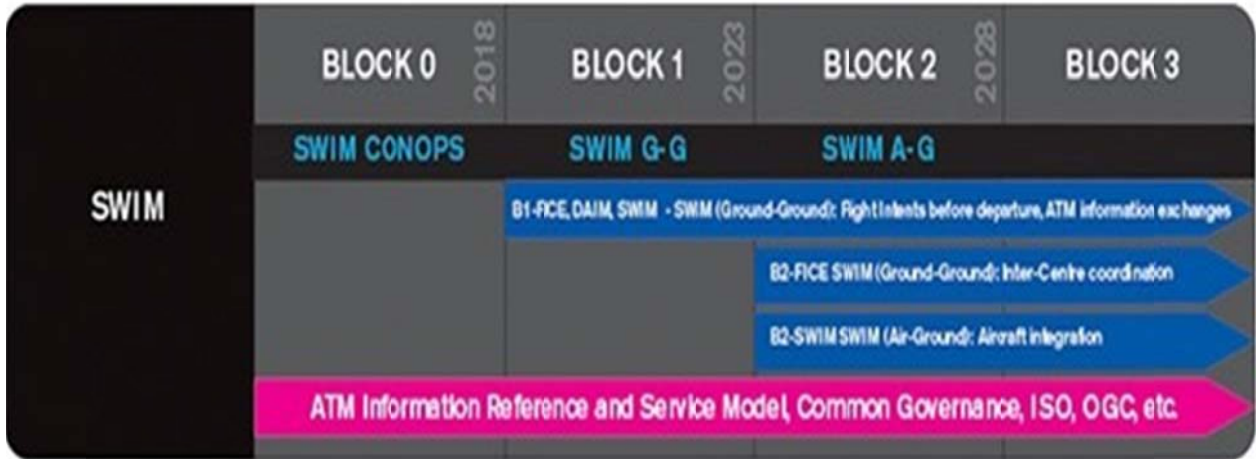 BLOCK 0
2018
BLOCK 1
2023
BLOCK 2
2028
BLOCK 3
SWIM CONOPS
SWIM G-G
SWIM A-G
SWIM
B1-FICE, DAIM, SWIM - SWIM (Ground-Ground): Flight Intents before departure, ATM information exchanges
B2-FICE SWIM (Ground-Ground): Inter-Centre coordination
B2-SWIM SWIM (Air-Ground): Aircraft integration
ATM Information Reference and Service Model, Common Governance, ISO, OGC, etc.